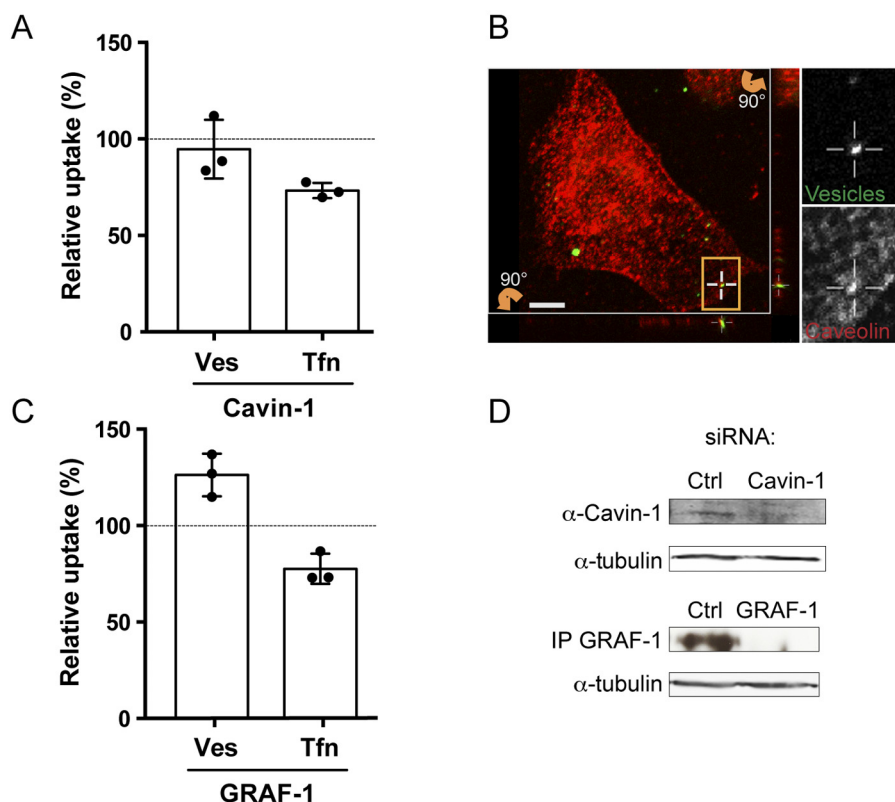 A
Relative uptake (%)
150
100
50
0
Ves Tfn
Cavin-1
B
90°
90°
Vesicles
Caveolin
C
Relative uptake (%)
150
100
50
0
Ves Tfn
GRAF-1
D
siRNA:
Ctrl Cavin-1
α-Cavin-1
α-tubulin
Ctrl GRAF-1
IP GRAF-1
α-tubulin